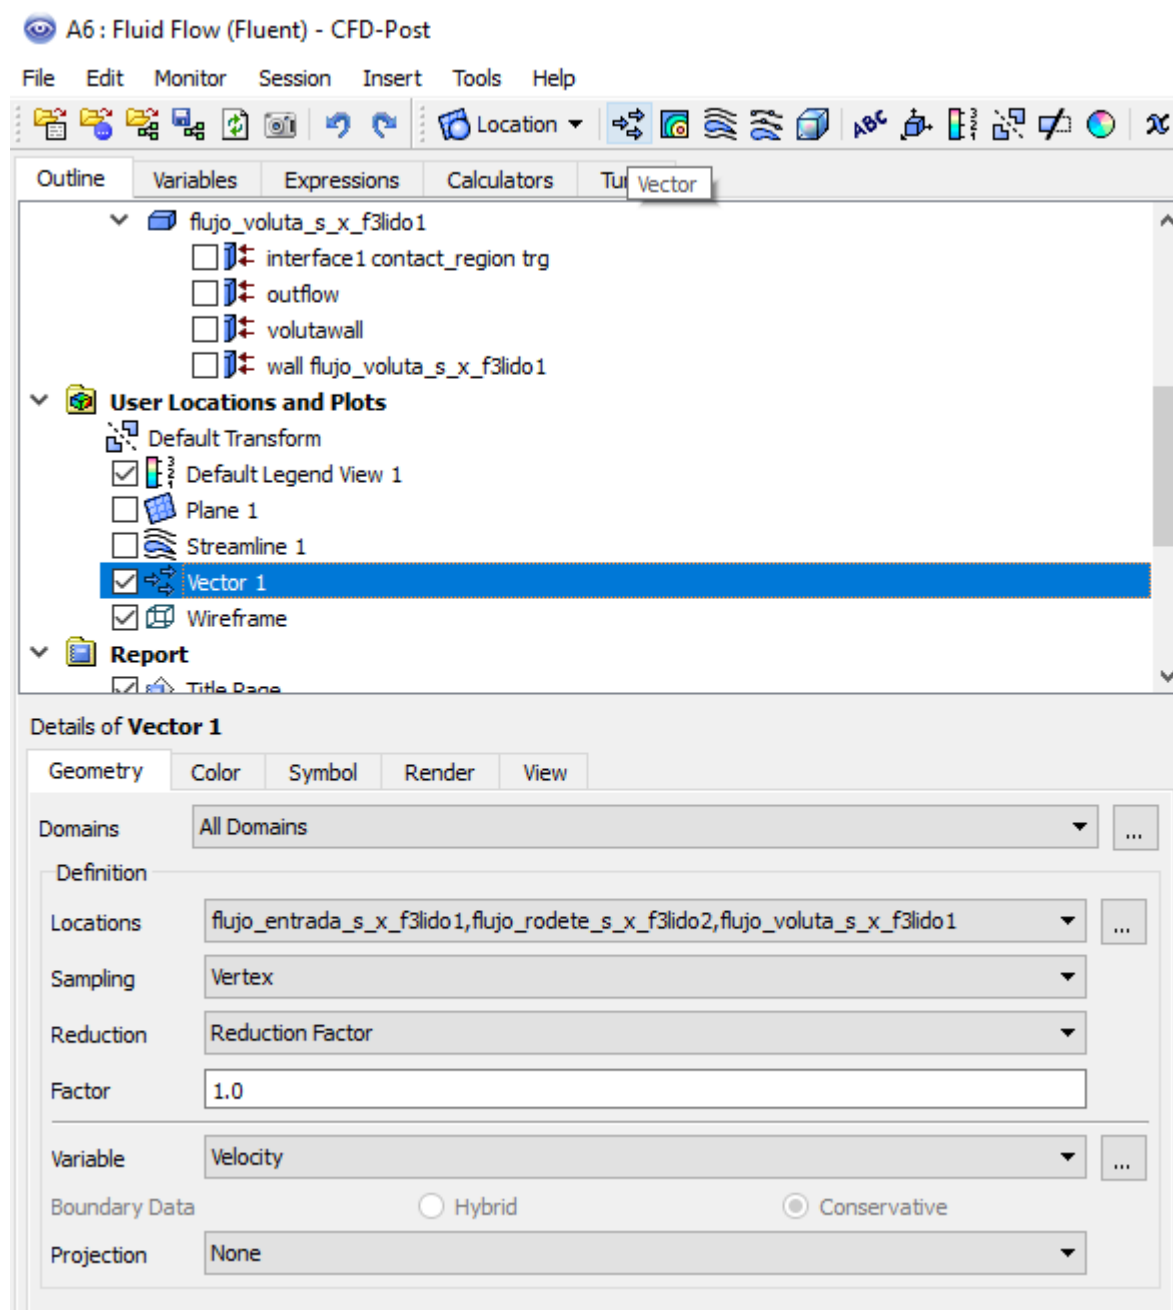 A6 : Fluid Flow (Fluent) - CFD-Post
File Edit Monitor Session Insert Tools Help
Location ABC
Outline Variables Expressions Calculators Tu Vector
flujo_voluta_s_x_f3lido1
interface1 contact_region trg
outflow
volutawall
wall flujo_voluta_s_x_f3lido1
User Locations and Plots
Default Transform
Default Legend View 1
Plane 1
Streamline 1
Vector 1
Wireframe
Report
Title Page
Details of Vector 1
Geometry Color Symbol Render View
Domains All Domains ...
Definition
Locations flujo_entrada_s_x_f3lido1,flujo_rodete_s_x_f3lido2,flujo_voluta_s_x_f3lido1 ...
Sampling Vertex
Reduction Reduction Factor
Factor 1.0
Variable Velocity ...
Boundary Data Hybrid Conservative
Projection None